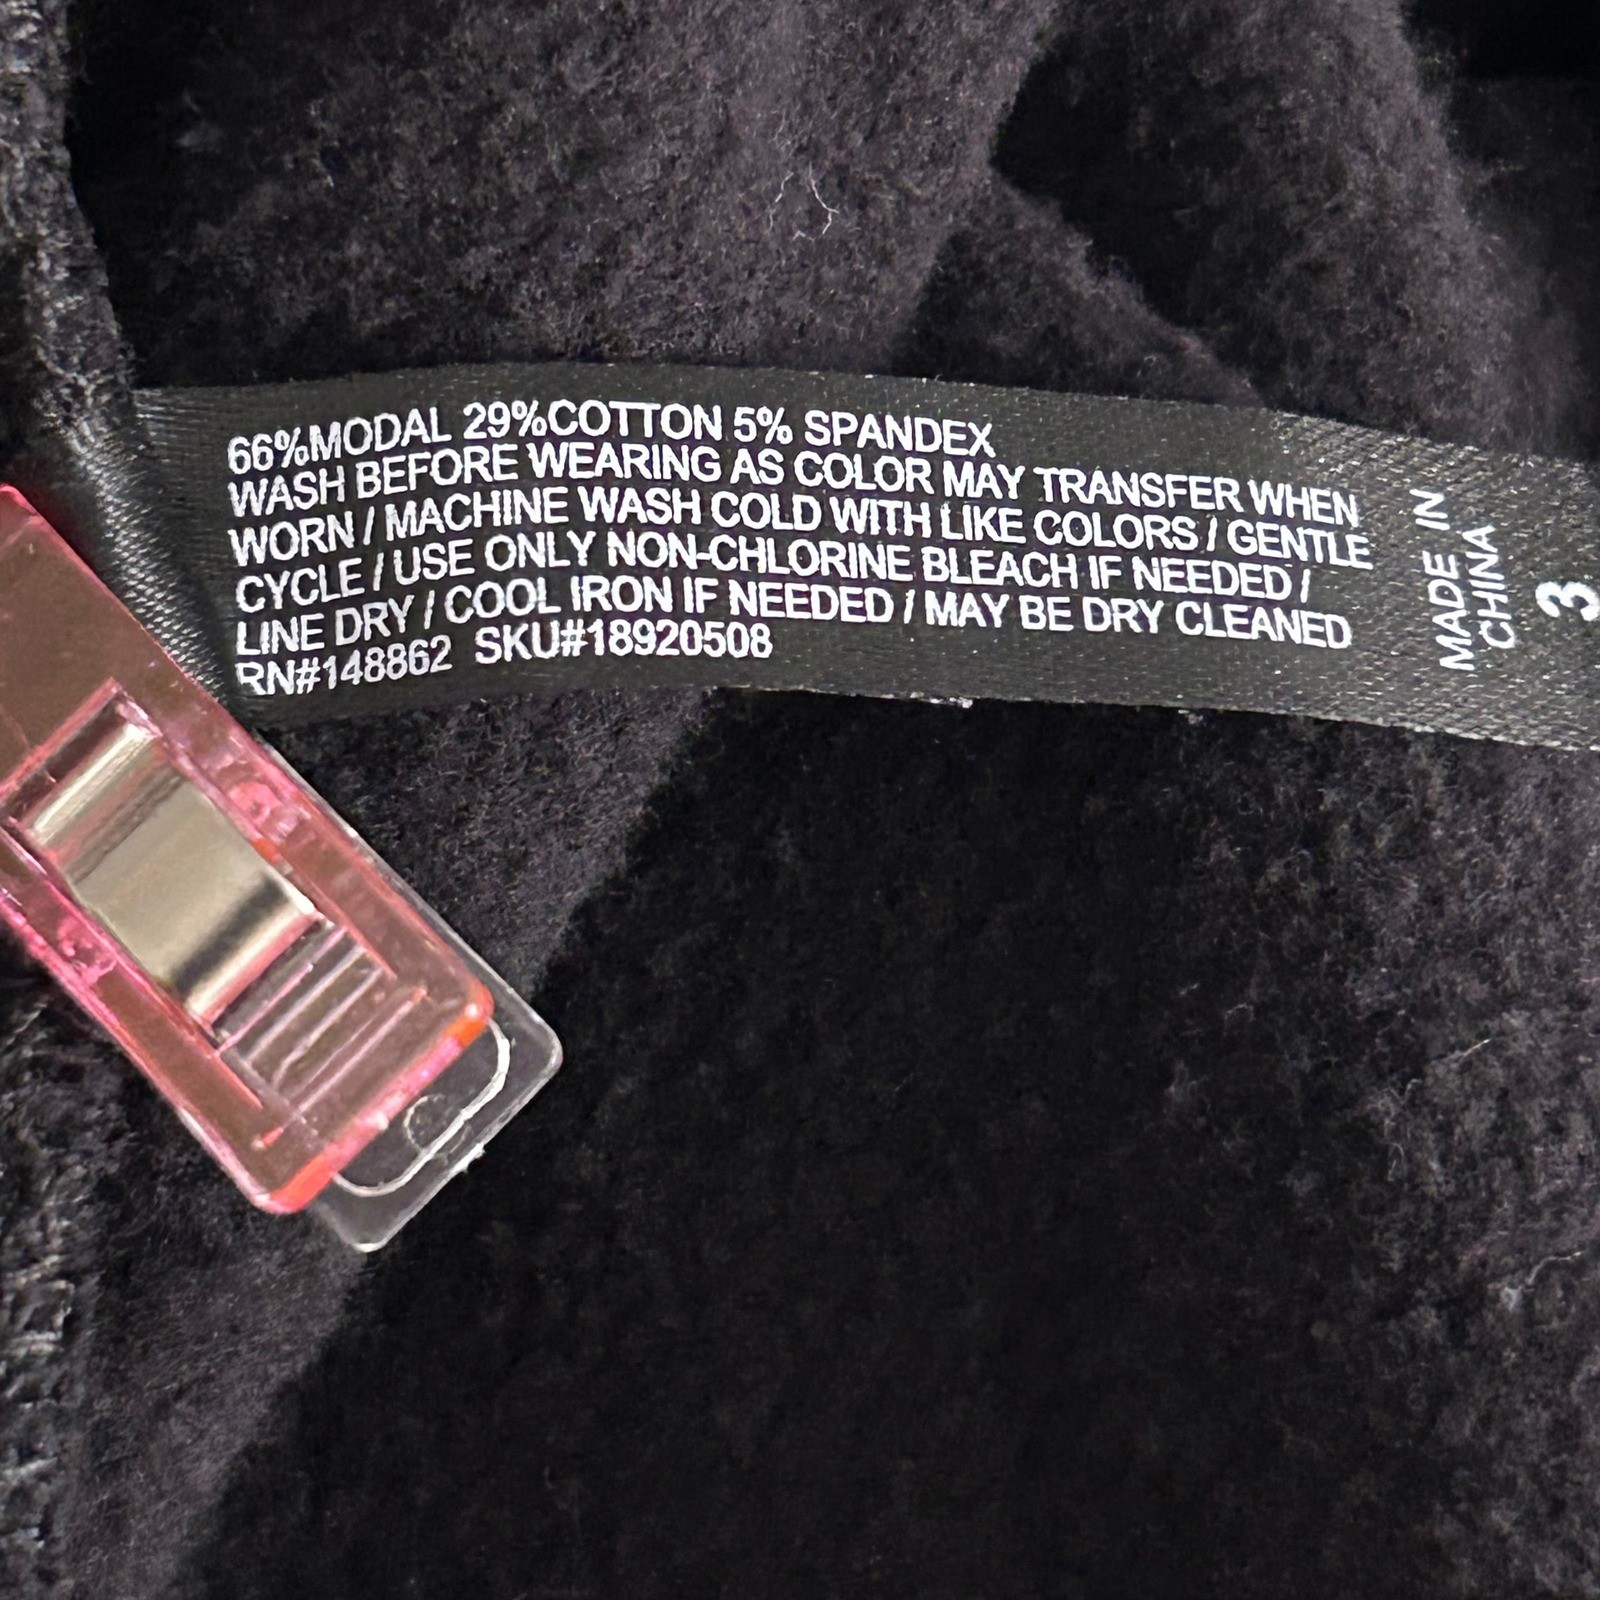 66%MODAL 29%COTTON 5% SPANDEX
WASH BEFORE WEARING AS COLOR MAY TRANSFER WHEN
WORN / MACHINE WASH COLD WITH LIKE COLORS / GENTLE
CYCLE / USE ONLY NON-CHLORINE BLEACH IF NEEDED /
LINE DRY / COOL IRON IF NEEDED / MAY BE DRY CLEANED
RN#148862 SKU#18920508
MADE IN
CHINA
3